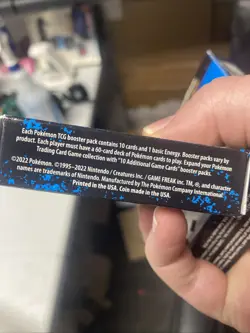 Each Pokémon TCG booster pack contains 10 cards and 1 basic Energy. Booster packs vary by
product. Each player must have a 60-card deck of Pokémon cards to play. Expand your Pokémon
Trading Card Game collection with "10 Additional Game Cards" booster packs.
©2022 Pokémon. ©1995–2022 Nintendo / Creatures Inc. / GAME FREAK inc. TM, ®, and character
names are trademarks of Nintendo. Manufactured by The Pokémon Company International.
Printed in the USA. Coin made in the USA.